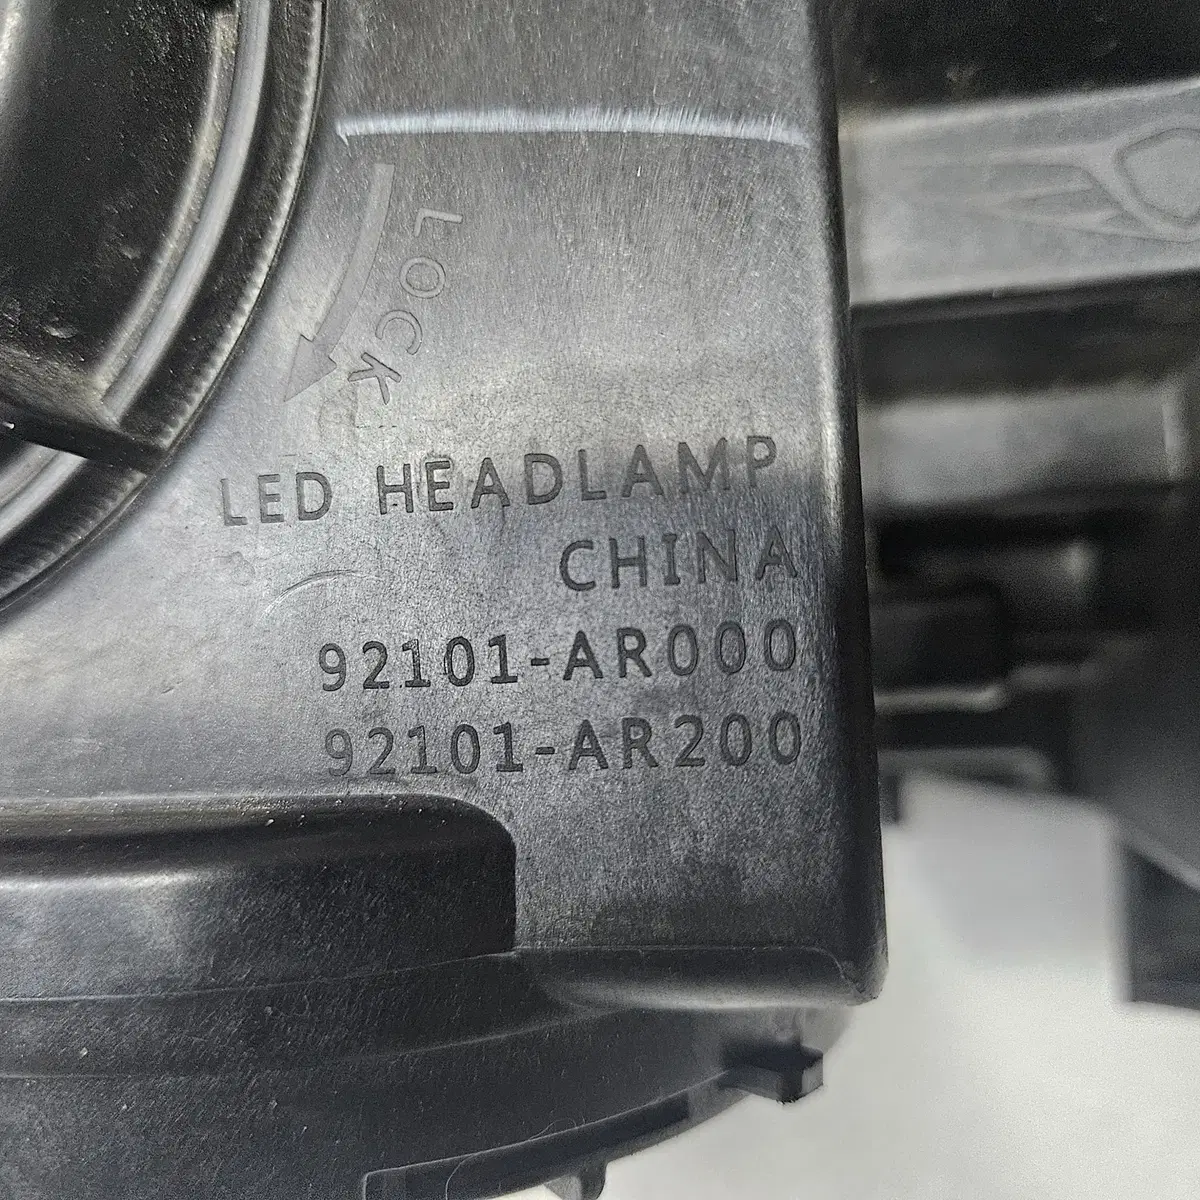 LOCK
LED HEADLAMP
CHINA
92101-AR000
92101-AR200